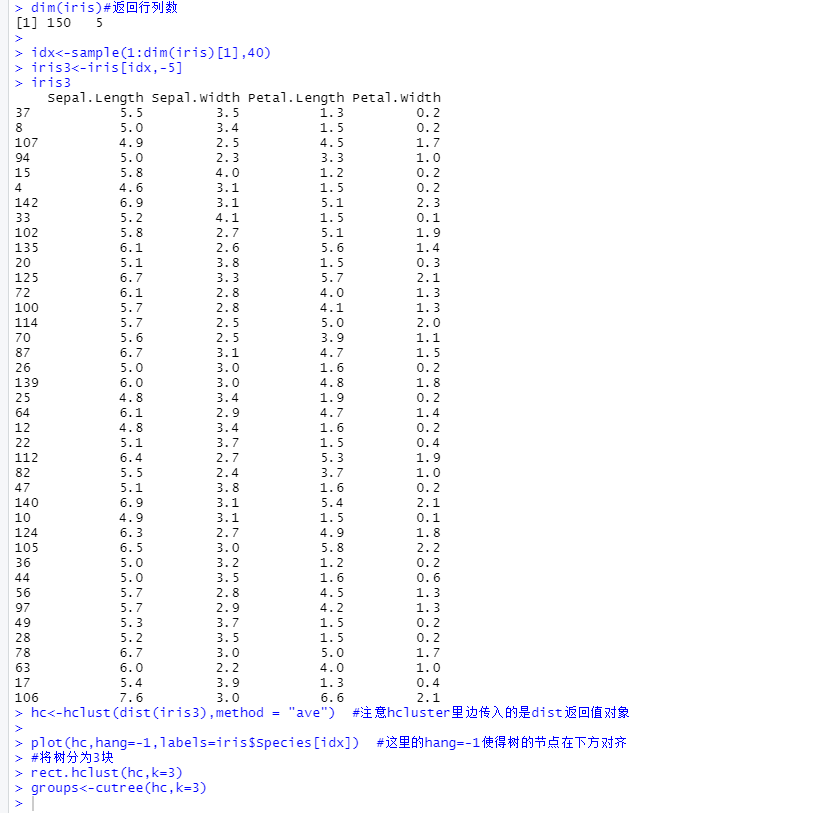 > dim(iris)#返回行列数
[1] 150   5
>
> idx<-sample(1:dim(iris)[1],40)
> iris3<-iris[idx,-5]
> iris3
    Sepal.Length Sepal.Width Petal.Length Petal.Width
37           5.5         3.5          1.3         0.2
8            5.0         3.4          1.5         0.2
107          4.9         2.5          4.5         1.7
94           5.0         2.3          3.3         1.0
15           5.8         4.0          1.2         0.2
4            4.6         3.1          1.5         0.2
142          6.9         3.1          5.1         2.3
33           5.2         4.1          1.5         0.1
102          5.8         2.7          5.1         1.9
135          6.1         2.6          5.6         1.4
20           5.1         3.8          1.5         0.3
125          6.7         3.3          5.7         2.1
72           6.1         2.8          4.0         1.3
100          5.7         2.8          4.1         1.3
114          5.7         2.5          5.0         2.0
70           5.6         2.5          3.9         1.1
87           6.7         3.1          4.7         1.5
26           5.0         3.0          1.6         0.2
139          6.0         3.0          4.8         1.8
25           4.8         3.4          1.9         0.2
64           6.1         2.9          4.7         1.4
12           4.8         3.4          1.6         0.2
22           5.1         3.7          1.5         0.4
112          6.4         2.7          5.3         1.9
82           5.5         2.4          3.7         1.0
47           5.1         3.8          1.6         0.2
140          6.9         3.1          5.4         2.1
10           4.9         3.1          1.5         0.1
124          6.3         2.7          4.9         1.8
105          6.5         3.0          5.8         2.2
36           5.0         3.2          1.2         0.2
44           5.0         3.5          1.6         0.6
56           5.7         2.8          4.5         1.3
97           5.7         2.9          4.2         1.3
49           5.3         3.7          1.5         0.2
28           5.2         3.5          1.5         0.2
78           6.7         3.0          5.0         1.7
63           6.0         2.2          4.0         1.0
17           5.4         3.9          1.3         0.4
106          7.6         3.0          6.6         2.1
> hc<-hclust(dist(iris3),method = "ave")  #注意hcluster里边传入的是dist返回值对象
>
> plot(hc,hang=-1,labels=iris$Species[idx])  #这里的hang=-1使得树的节点在下方对齐
> #将树分为3块
> rect.hclust(hc,k=3)
> groups<-cutree(hc,k=3)
>